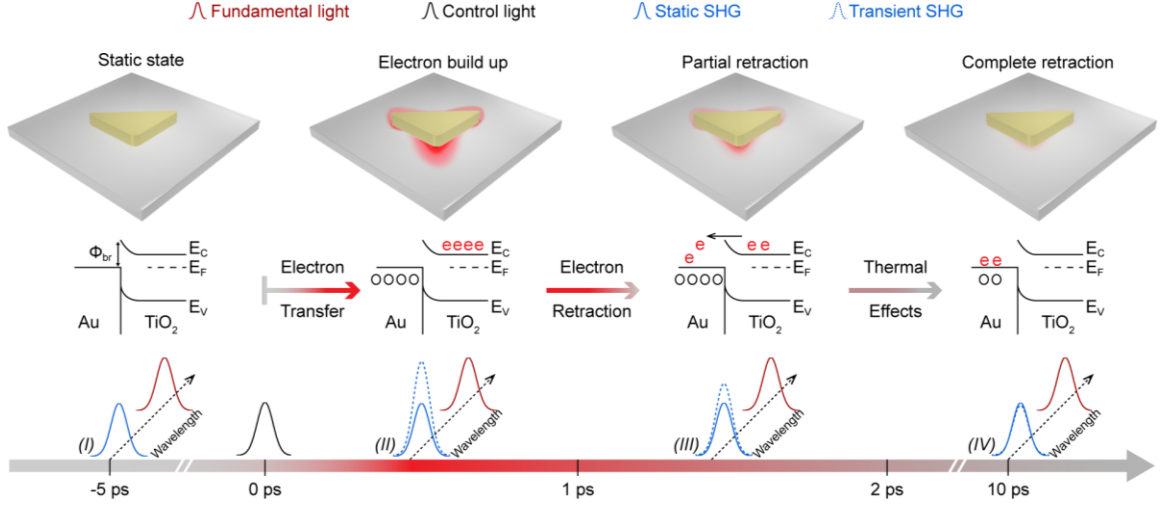 Fundamental light Control light Static SHG Transient SHG
Static state Electron build up Partial retraction Complete retraction
Φbr EC EF EV Au TiO2
Electron Transfer
eeee EC EF EV OOOO Au TiO2
Electron Retraction
e e ee EC EF EV OOOO Au TiO2
Thermal Effects
ee EC EF EV OO Au TiO2
(I) Wavelength (II) Wavelength (III) Wavelength (IV) Wavelength
-5 ps 0 ps 1 ps 2 ps 10 ps